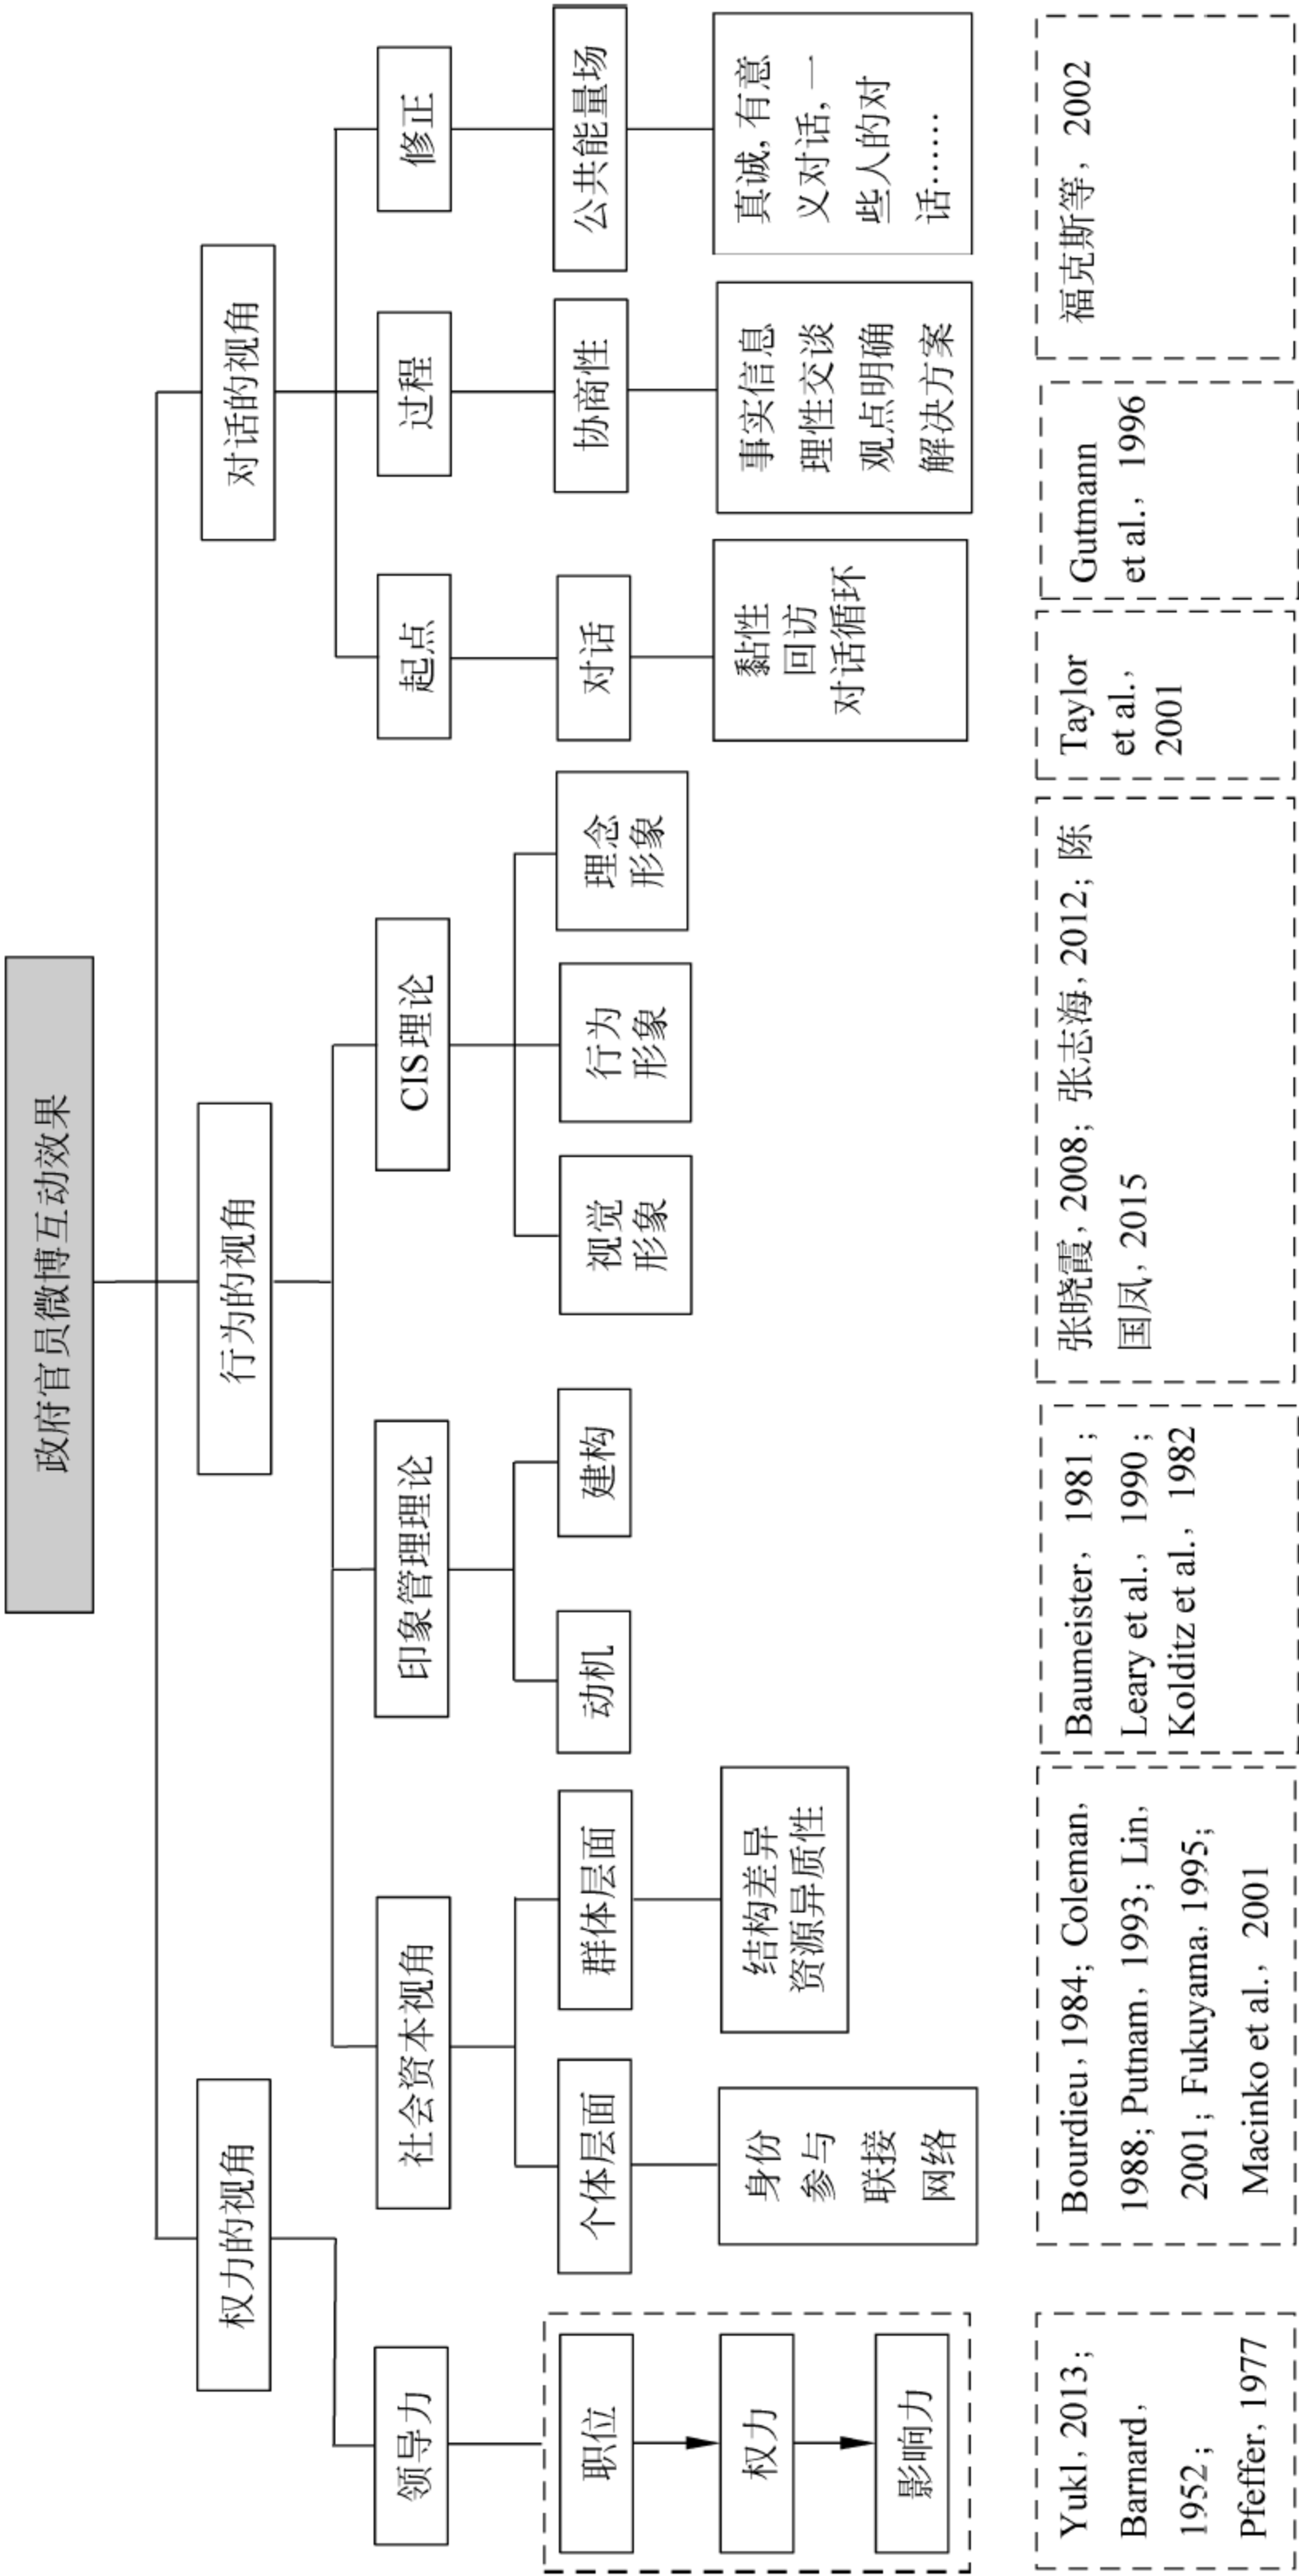 政府官员微博互动效果
权力的视角
行为的视角
对话的视角
领导力
社会资本视角
印象管理理论
CIS理论
起点
过程
修正
职位
权力
影响力
个体层面
群体层面
动机
建构
视觉
形象
行为
形象
理念
形象
对话
协商性
公共能量场
身份
参与
联接
网络
结构差异
资源异质性
黏性
回访
对话循环
事实信息
理性交谈
观点明确
解决方案
真诚,有意
义对话,一
些人的对
话……
Yukl, 2013;
Barnard,
1952;
Pfeffer, 1977
Bourdieu, 1984; Coleman,
1988; Putnam, 1993; Lin,
2001; Fukuyama, 1995;
Macinko et al., 2001
Baumeister, 1981;
Leary et al., 1990;
Kolditz et al., 1982
张晓霞, 2008; 张志海, 2012; 陈
国凤, 2015
Taylor
et al.,
2001
Gutmann
et al., 1996
福克斯等, 2002